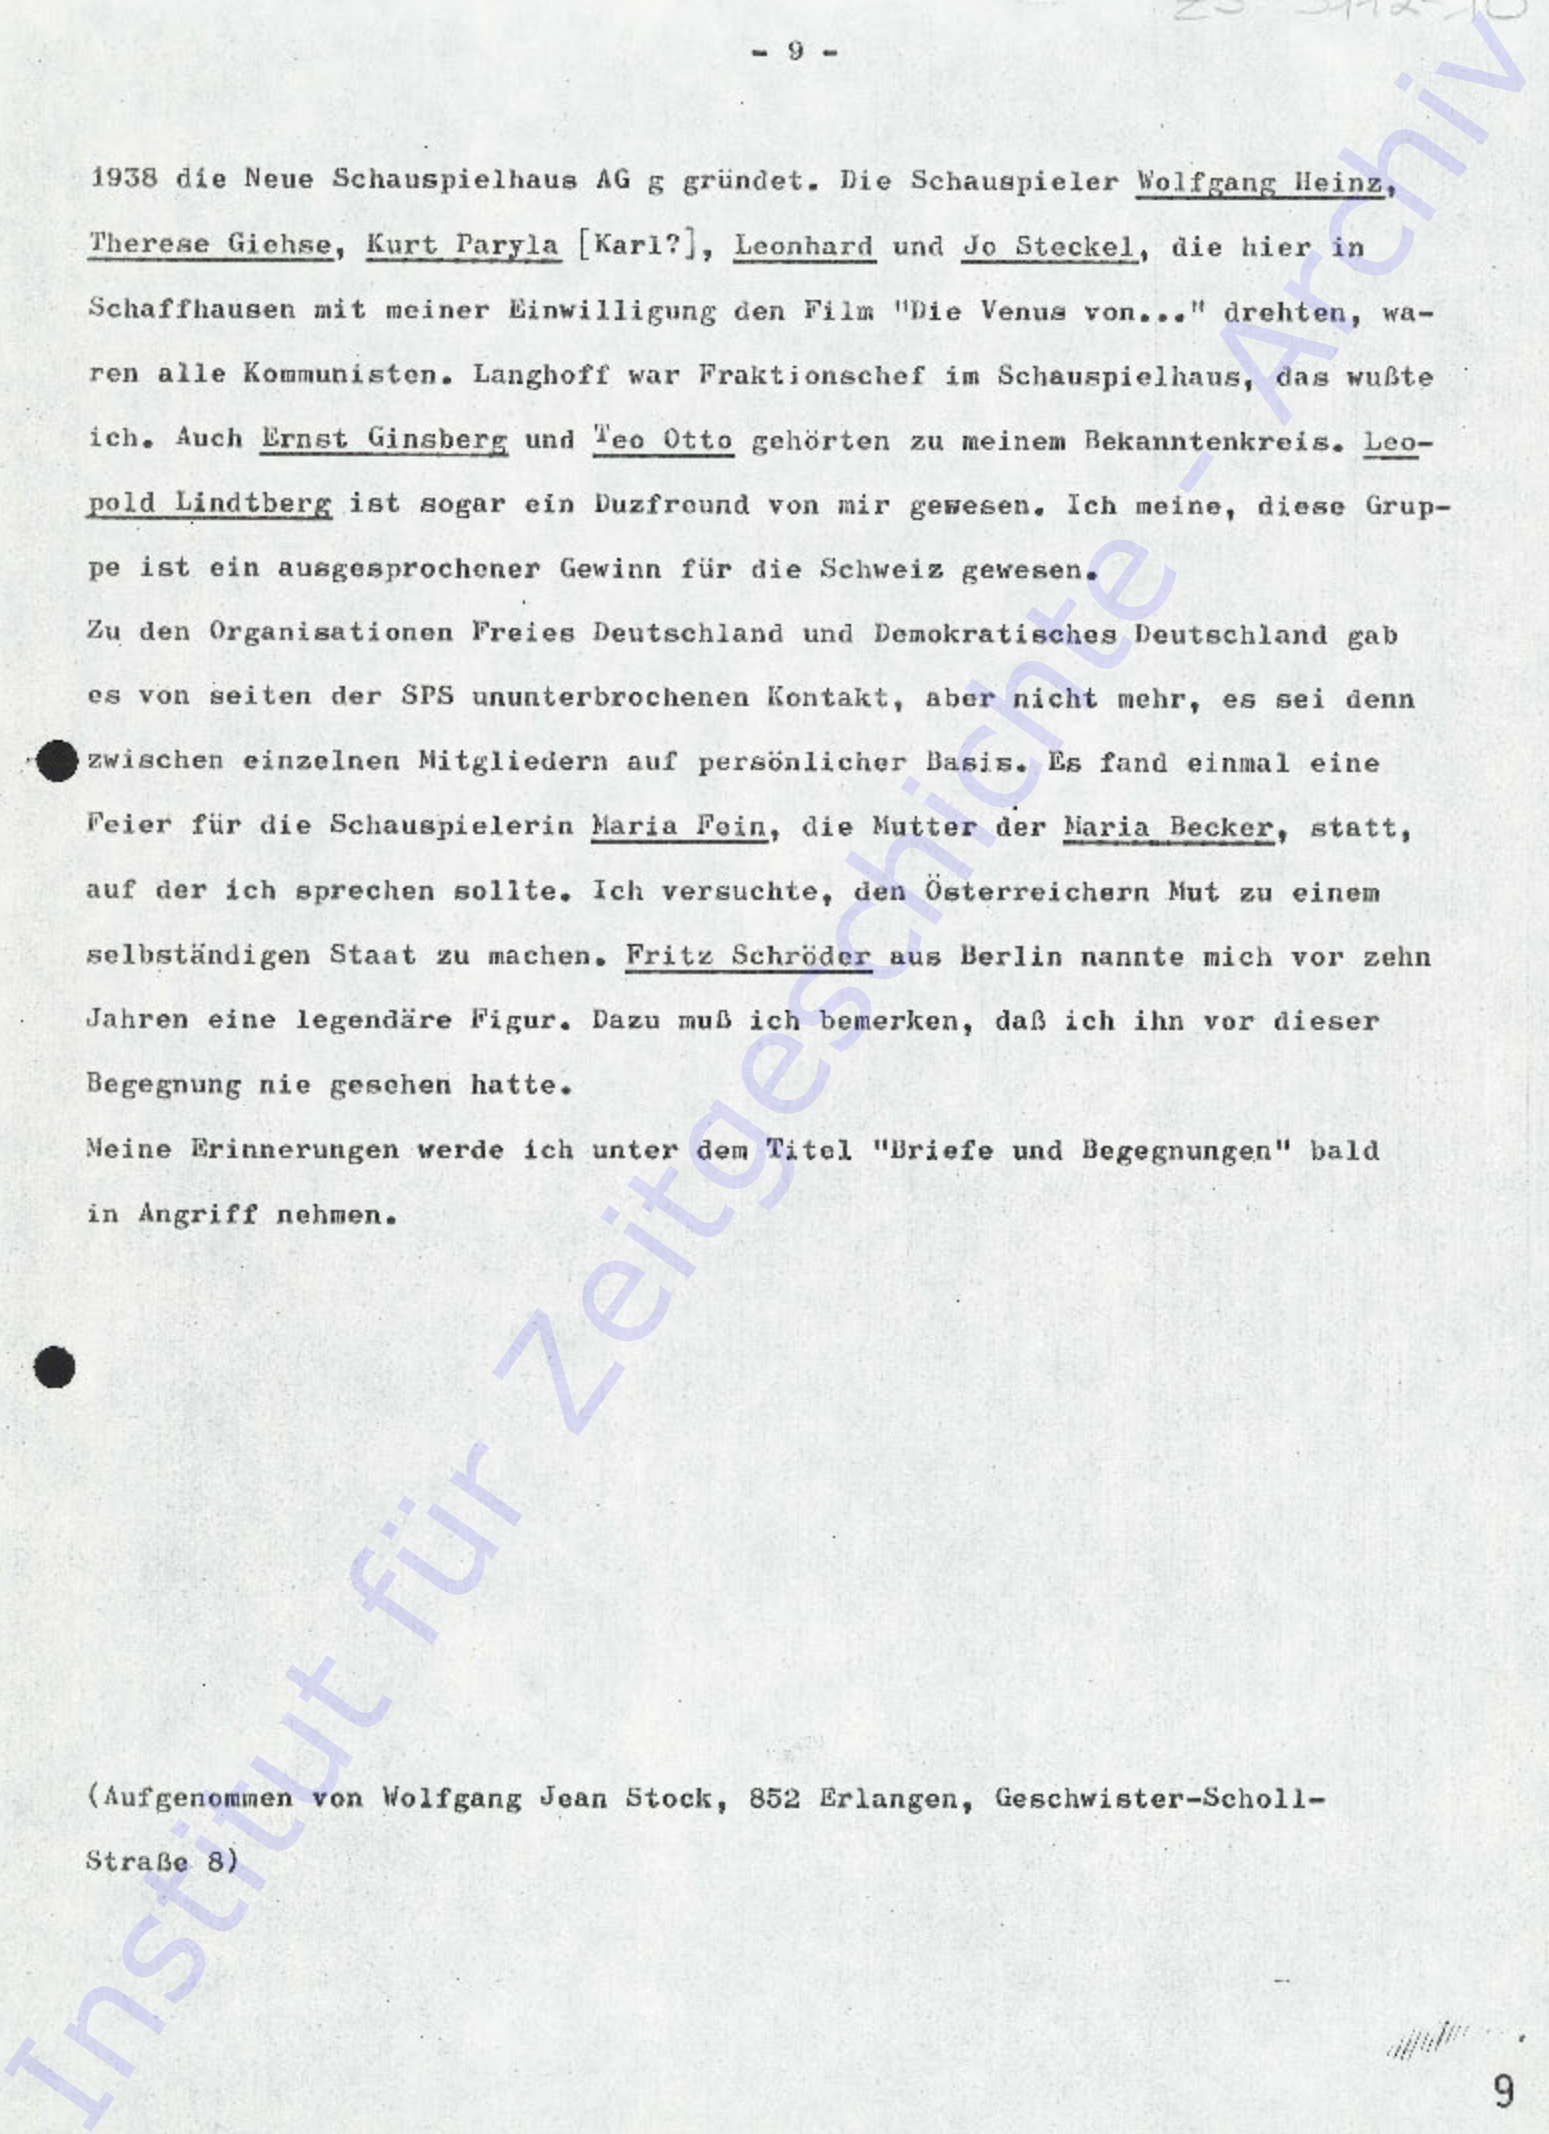 - 9 -
1938 die Neue Schauspielhaus AG g gründet. Die Schauspieler Wolfgang Heinz,
Therese Giehse, Kurt Paryla [Karl?], Leonhard und Jo Steckel, die hier in
Schaffhausen mit meiner Einwilligung den Film "Die Venus von..." drehten, wa-
ren alle Kommunisten. Langhoff war Fraktionschef im Schauspielhaus, das wußte
ich. Auch Ernst Ginsberg und Teo Otto gehörten zu meinem Bekanntenkreis. Leo-
pold Lindtberg ist sogar ein Duzfreund von mir gewesen. Ich meine, diese Grup-
pe ist ein ausgesprochener Gewinn für die Schweiz gewesen.
Zu den Organisationen Freies Deutschland und Demokratisches Deutschland gab
es von seiten der SPS ununterbrochenen Kontakt, aber nicht mehr, es sei denn
zwischen einzelnen Mitgliedern auf persönlicher Basis. Es fand einmal eine
Feier für die Schauspielerin Maria Fein, die Mutter der Maria Becker, statt,
auf der ich sprechen sollte. Ich versuchte, den Österreichern Mut zu einem
selbständigen Staat zu machen. Fritz Schröder aus Berlin nannte mich vor zehn
Jahren eine legendäre Figur. Dazu muß ich bemerken, daß ich ihn vor dieser
Begegnung nie gesehen hatte.
Meine Erinnerungen werde ich unter dem Titel "Briefe und Begegnungen" bald
in Angriff nehmen.
(Aufgenommen von Wolfgang Jean Stock, 852 Erlangen, Geschwister-Scholl-
Straße 8)
9
Institut für Zeitgeschichte - Archiv